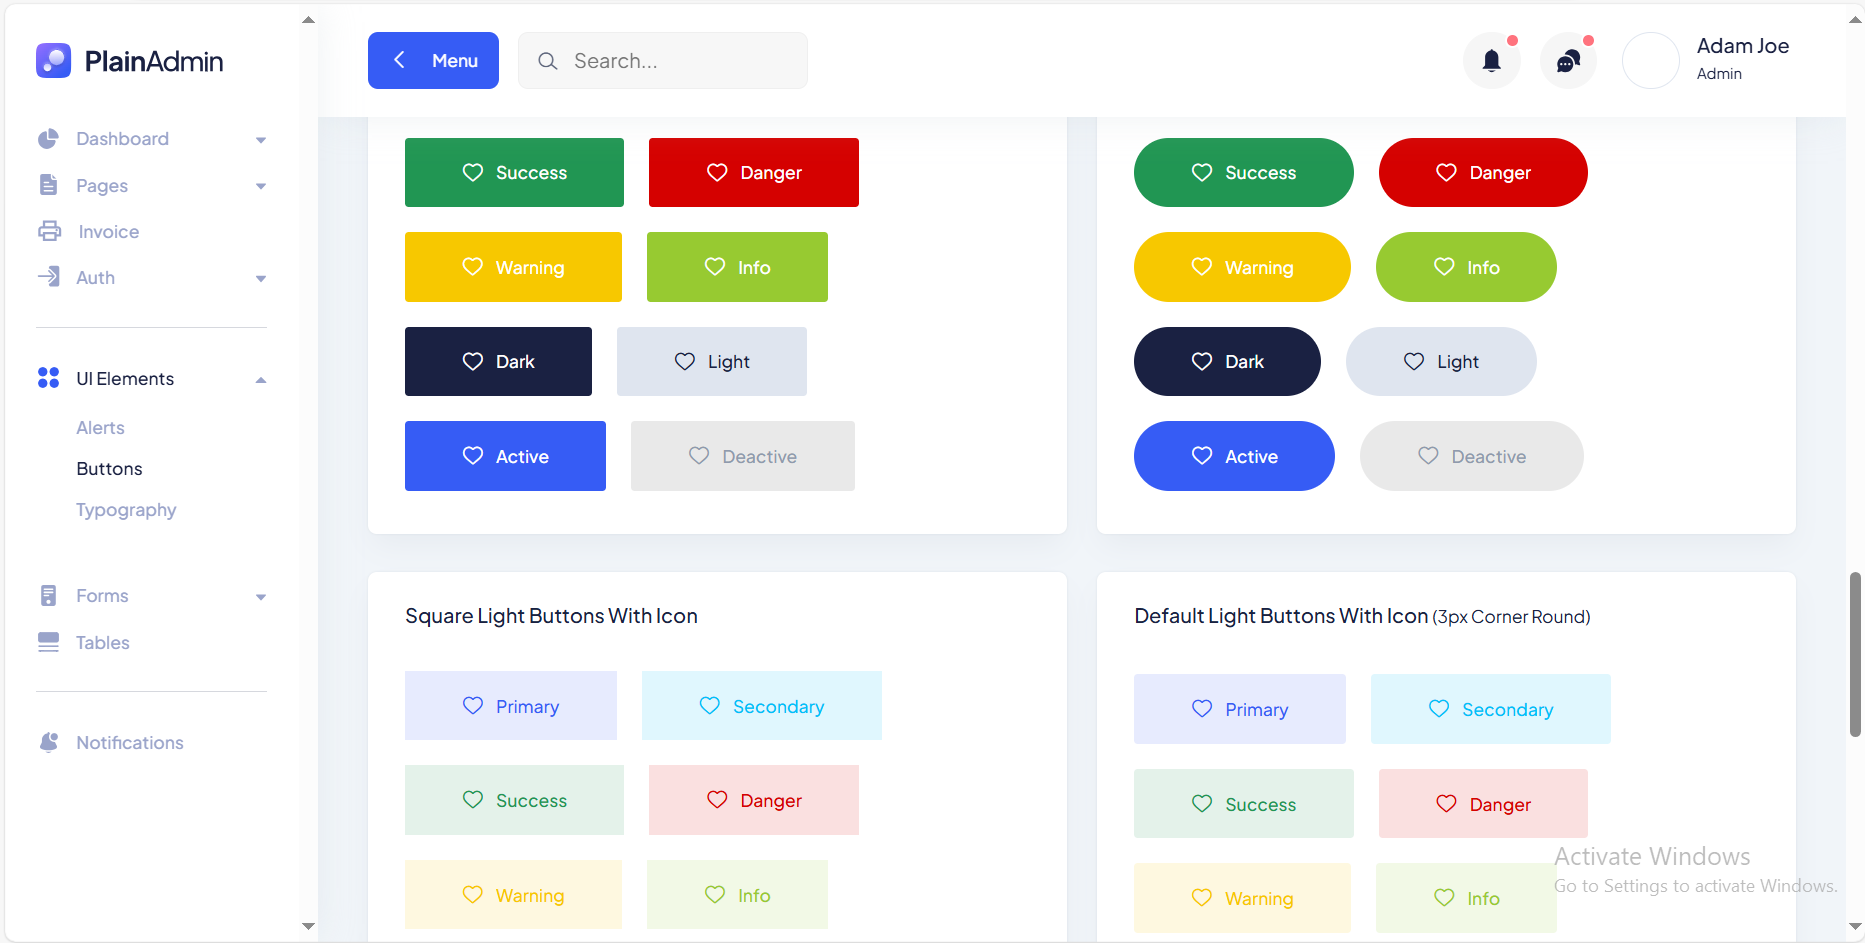 PlainAdmin
Menu
Search...
Adam Joe
Admin
Dashboard
Pages
Invoice
Auth
UI Elements
Alerts
Buttons
Typography
Forms
Tables
Notifications
Success Danger
Warning Info
Dark Light
Active Deactive
Success Danger
Warning Info
Dark Light
Active Deactive
Square Light Buttons With Icon
Primary Secondary
Success Danger
Warning Info
Default Light Buttons With Icon (3px Corner Round)
Primary Secondary
Success Danger
Warning Info
Activate Windows
Go to Settings to activate Windows.